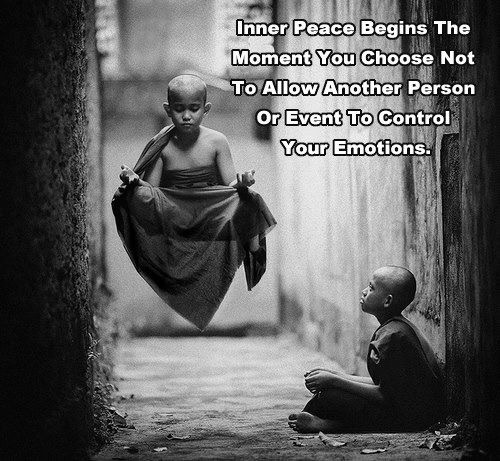 Inner Peace Begins The
Moment You Choose Not
To Allow Another Person
Or Event To Control
Your Emotions.